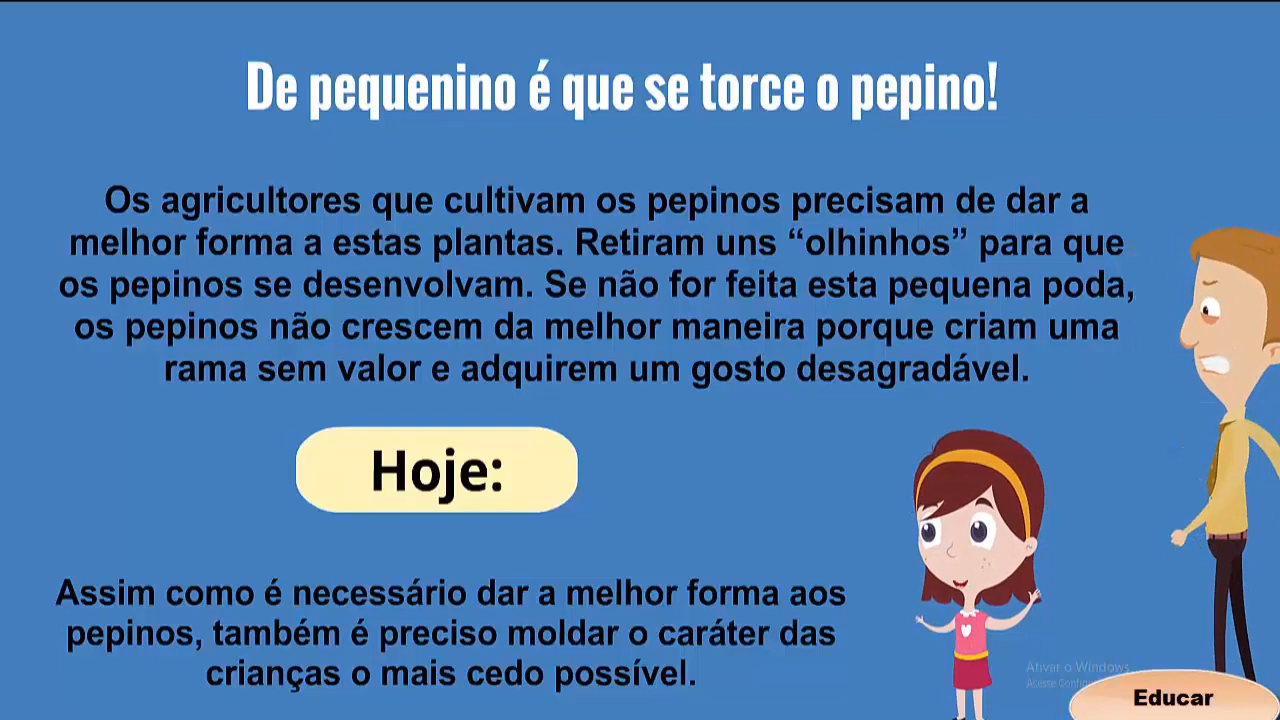 De pequenino é que se torce o pepino!
Os agricultores que cultivam os pepinos precisam de dar a
melhor forma a estas plantas. Retiram uns “olhinhos” para que
os pepinos se desenvolvam. Se não for feita esta pequena poda,
os pepinos não crescem da melhor maneira porque criam uma
rama sem valor e adquirem um gosto desagradável.
Hoje:
Assim como é necessário dar a melhor forma aos
pepinos, também é preciso moldar o caráter das
crianças o mais cedo possível.
Ativar o Windows
Acesse
Educar